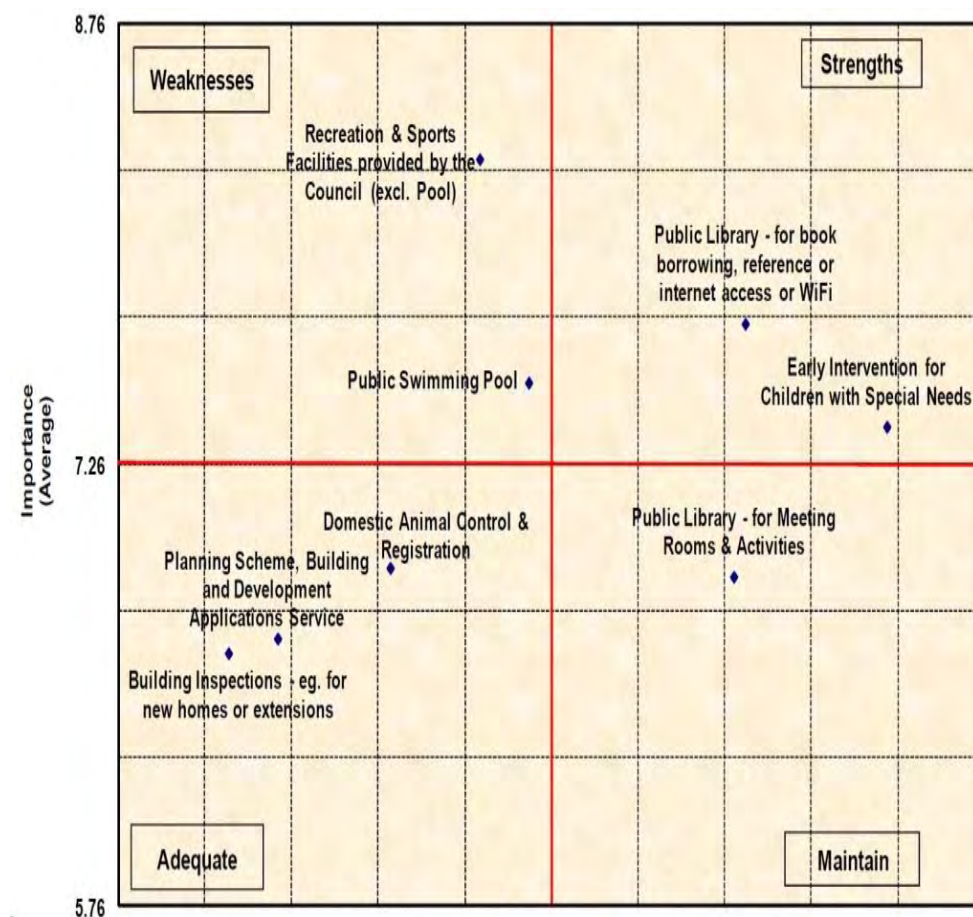 8.76
Weaknesses
Strengths
Recreation & Sports
Facilities provided by the
Council (excl. Pool)
Public Library - for book
borrowing, reference or
internet access or WiFi
Public Swimming Pool
Early Intervention for
Children with Special Needs
Importance
(Average)
7.26
Domestic Animal Control &
Registration
Public Library - for Meeting
Rooms & Activities
Planning Scheme, Building
and Development
Applications Service
Building Inspections - eg. for
new homes or extensions
Adequate
Maintain
5.76